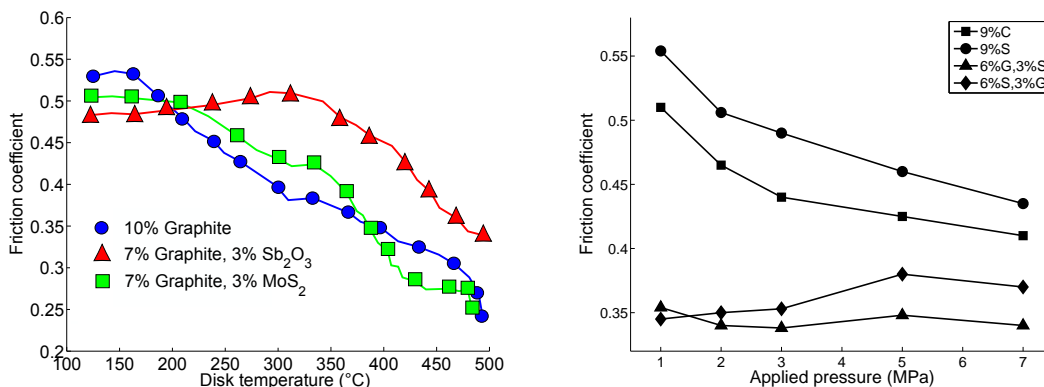 0.6
0.55
0.5
0.45
0.4
0.35
0.3
0.25
0.2
Friction coefficient
10% Graphite
7% Graphite, 3% Sb₂O₃
7% Graphite, 3% MoS₂
100 150 200 250 300 350 400 450 500
Disk temperature (°C)
0.55
0.5
0.45
0.4
0.35
Friction coefficient
9%C
9%S
6%G,3%S
6%S,3%G
1 2 3 4 5 6 7
Applied pressure (MPa)